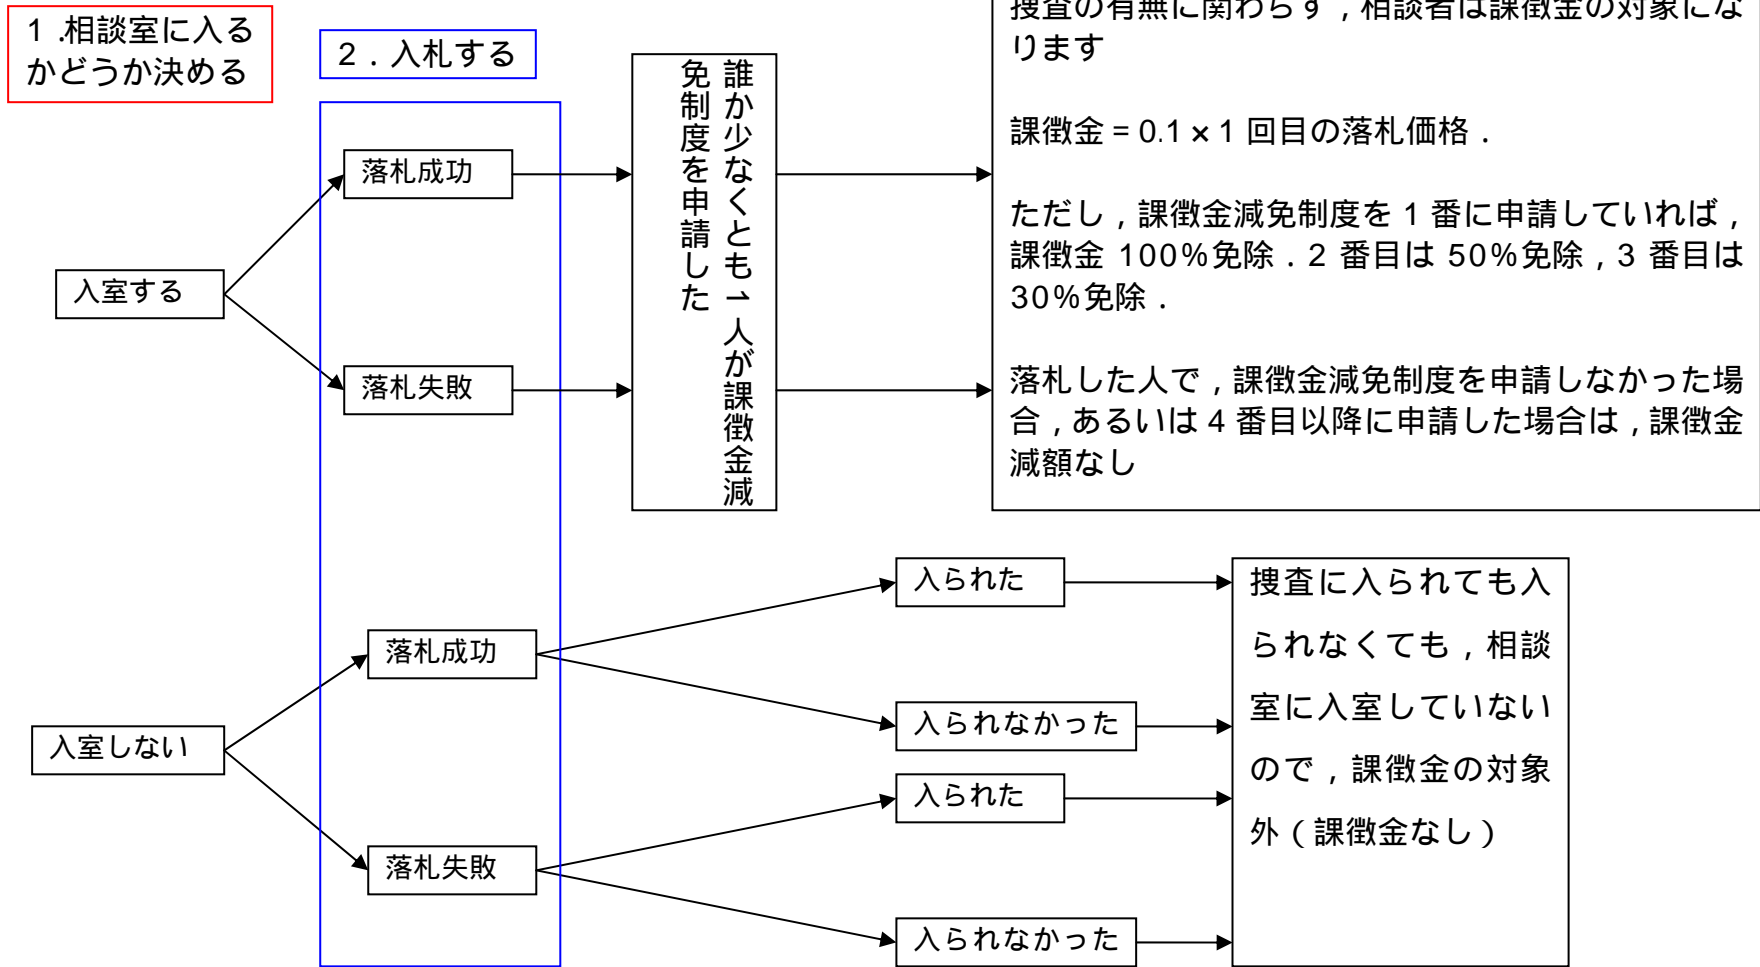 １.相談室に入る
かどうか決める
２．入札する
捜査の有無に関わらず，相談者は課徴金の対象にな
ります
課徴金 = 0.1 × 1 回目の落札価格．
ただし，課徴金減免制度を 1 番に申請していれば，
課徴金 100%免除．2 番目は 50%免除，3 番目は
30%免除．
落札した人で，課徴金減免制度を申請しなかった場
合，あるいは 4 番目以降に申請した場合は，課徴金
減額なし
誰か少なくとも1人が課徴金減
免制度を申請した
入室する
落札成功
落札失敗
入室しない
落札成功
落札失敗
入られた
入られなかった
入られた
入られなかった
捜査に入られても入
られなくても，相談
室に入室していない
ので，課徴金の対象
外（課徴金なし）